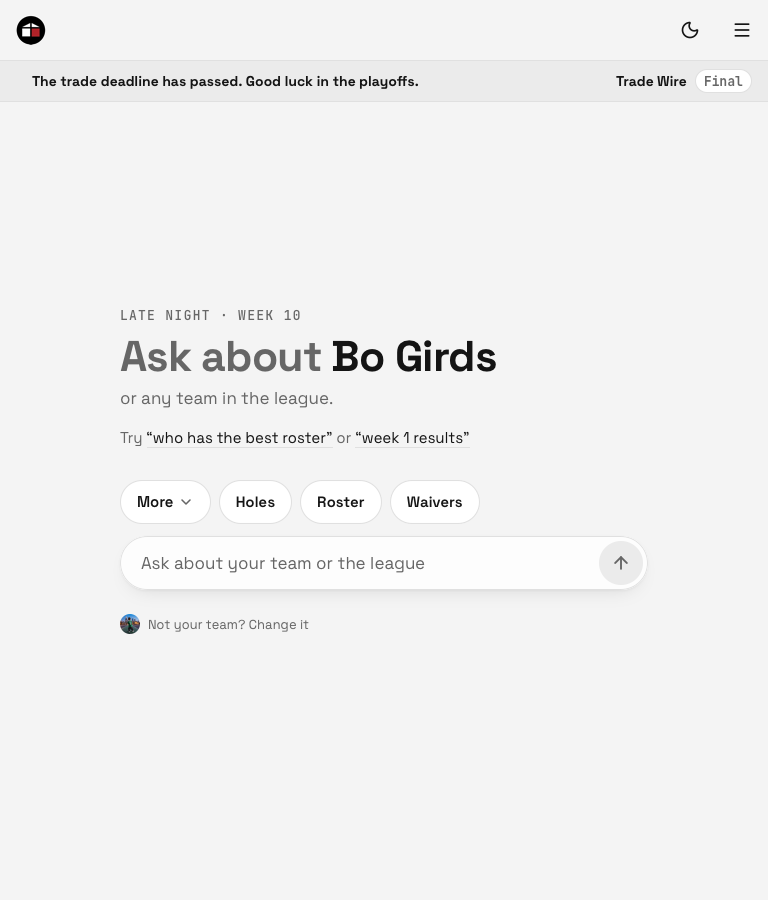 The trade deadline has passed. Good luck in the playoffs.
Trade Wire Final
LATE NIGHT · WEEK 10
Ask about Bo Girds
or any team in the league.
Try “who has the best roster” or “week 1 results”
More Holes Roster Waivers
Ask about your team or the league
Not your team? Change it